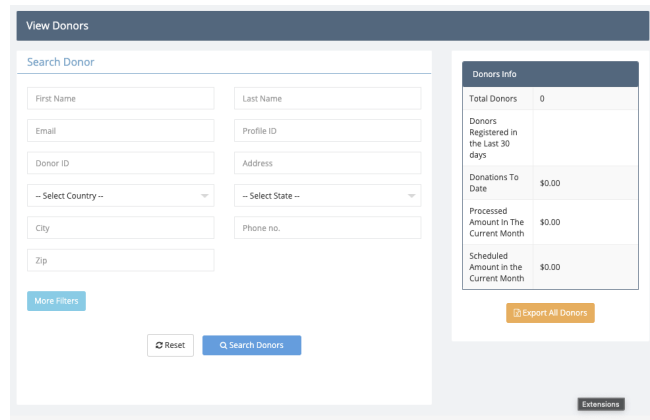 View Donors
Search Donor
First Name
Last Name
Email
Profile ID
Donor ID
Address
-- Select Country --
-- Select State --
City
Phone no.
Zip
More Filters
Reset
Search Donors
Donors Info
Total Donors 0
Donors
Registered in
the Last 30
days
Donations To
Date
$0.00
Processed
Amount In The
Current Month
$0.00
Scheduled
Amount in the
Current Month
$0.00
Export All Donors
Extensions